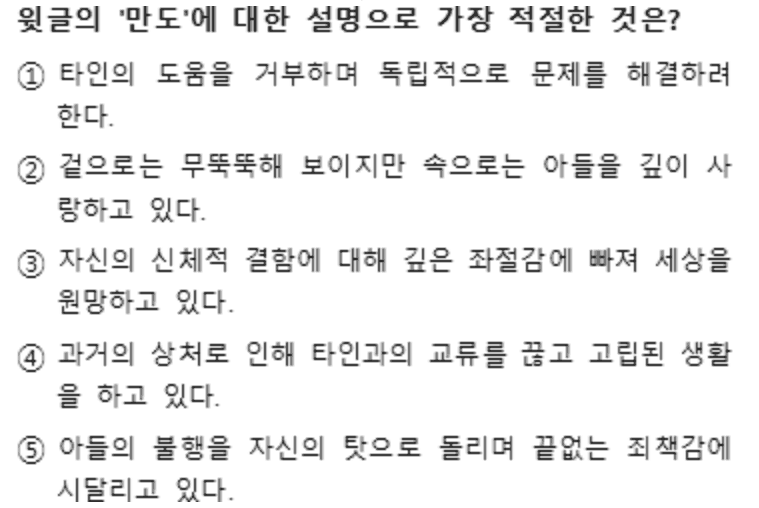 윗글의 '만도'에 대한 설명으로 가장 적절한 것은?
① 타인의 도움을 거부하며 독립적으로 문제를 해결하려
한다.
② 겉으로는 무뚝뚝해 보이지만 속으로는 아들을 깊이 사
랑하고 있다.
③ 자신의 신체적 결함에 대해 깊은 좌절감에 빠져 세상을
원망하고 있다.
④ 과거의 상처로 인해 타인과의 교류를 끊고 고립된 생활
을 하고 있다.
⑤ 아들의 불행을 자신의 탓으로 돌리며 끝없는 죄책감에
시달리고 있다.